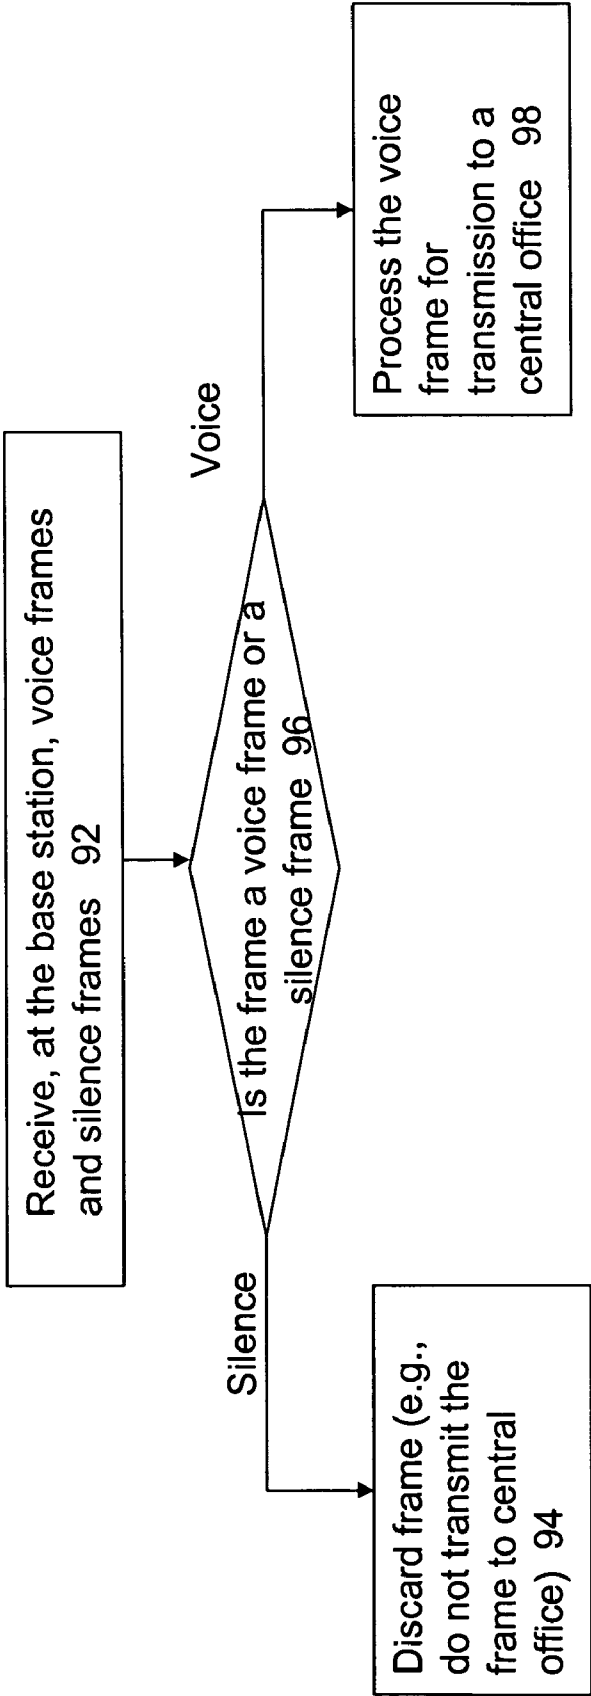 Receive, at the base station, voice frames
and silence frames 92
Is the frame a voice frame or a
silence frame 96
Silence
Voice
Discard frame (e.g.,
do not transmit the
frame to central
office) 94
Process the voice
frame for
transmission to a
central office 98